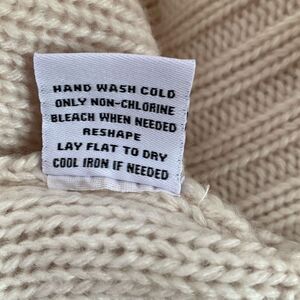 HAND WASH COLD
ONLY NON-CHLORINE
BLEACH WHEN NEEDED
RESHAPE
LAY FLAT TO DRY
COOL IRON IF NEEDED